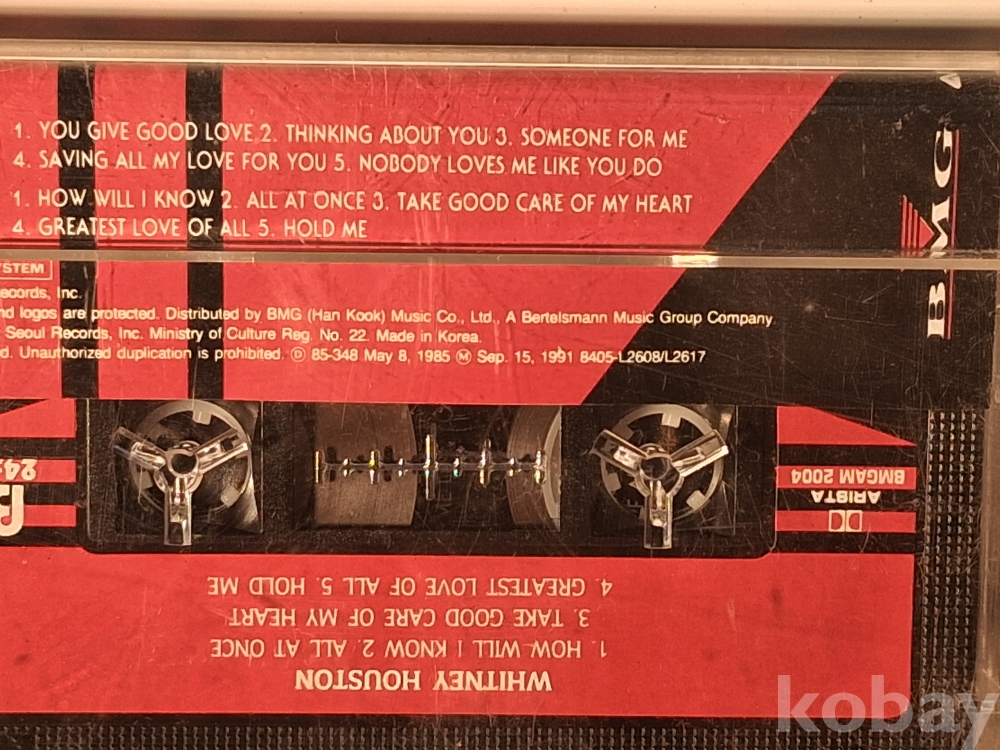 1. YOU GIVE GOOD LOVE 2. THINKING ABOUT YOU 3. SOMEONE FOR ME
4. SAVING ALL MY LOVE FOR YOU 5. NOBODY LOVES ME LIKE YOU DO
1. HOW WILL I KNOW 2. ALL AT ONCE 3. TAKE GOOD CARE OF MY HEART
4. GREATEST LOVE OF ALL 5. HOLD ME
BMG
YSTEM
ecords, Inc.
nd logos are protected. Distributed by BMG (Han Kook) Music Co., Ltd., A Bertelsmann Music Group Company
Seoul Records, Inc. Ministry of Culture Reg. No. 22. Made in Korea.
d. Unauthorized duplication is prohibited. Ⓟ 85-348 May 8, 1985 Ⓜ Sep. 15, 1991 8405-L2608/L2617
BMGAM 2004
ARISTA
WHITNEY HOUSTON
1. HOW WILL I KNOW 2. ALL AT ONCE
3. TAKE GOOD CARE OF MY HEART
4. GREATEST LOVE OF ALL 5. HOLD ME
kobay